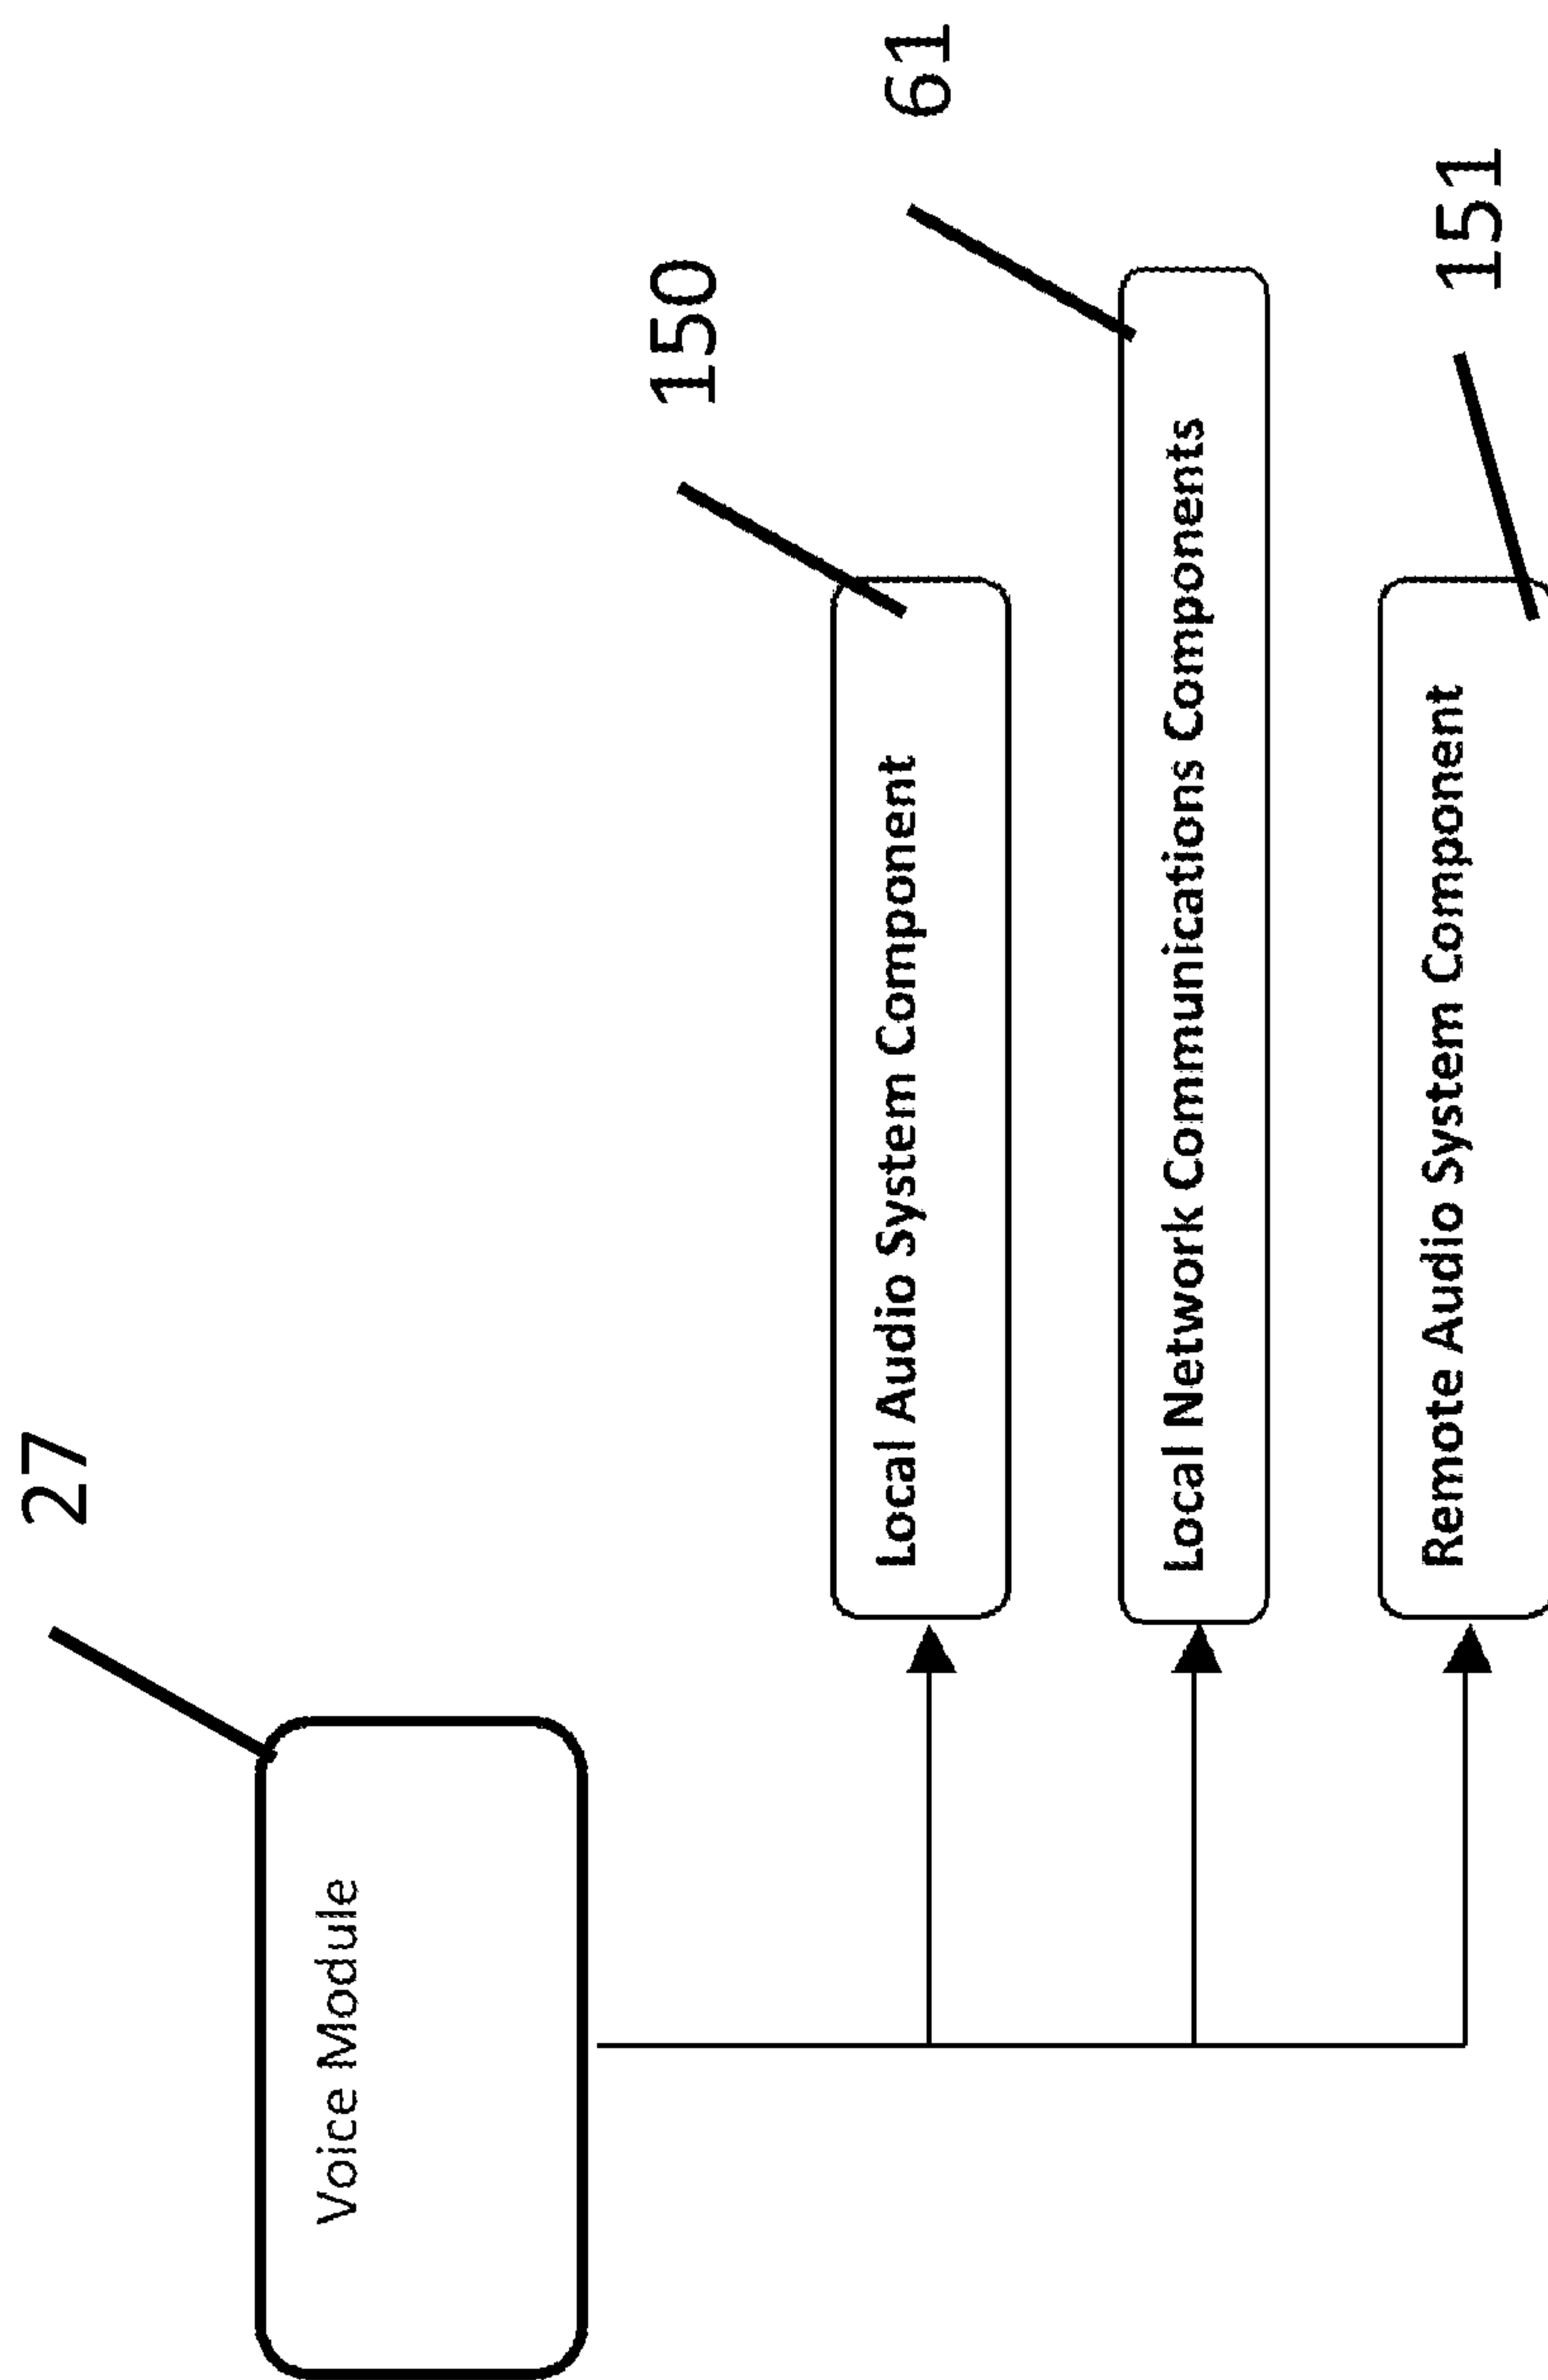 27
Voice Module
150
Local Audio System Component
61
Local Network Communications Components
151
Remote Audio System Component